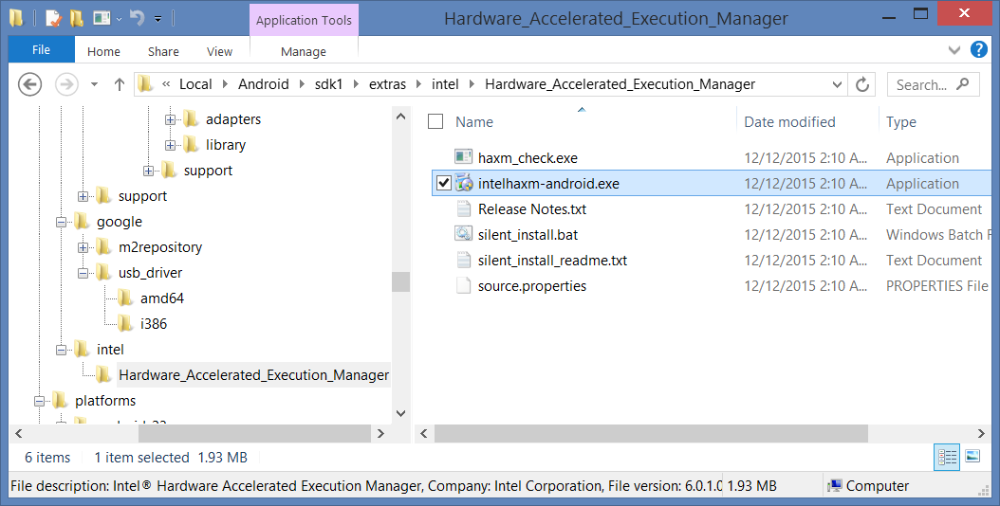 Application Tools
Hardware_Accelerated_Execution_Manager
File
Home
Share
View
Manage
?
« Local Android sdk1 extras intel Hardware_Accelerated_Execution_Manager
Search...
adapters
library
support
support
google
m2repository
usb_driver
amd64
i386
intel
Hardware_Accelerated_Execution_Manager
platforms
Name Date modified Type
haxm_check.exe 12/12/2015 2:10 A... Application
intelhaxm-android.exe 12/12/2015 2:10 A... Application
Release Notes.txt 12/12/2015 2:10 A... Text Document
silent_install.bat 12/12/2015 2:10 A... Windows Batch F
silent_install_readme.txt 12/12/2015 2:10 A... Text Document
source.properties 12/12/2015 2:10 A... PROPERTIES File
6 items 1 item selected 1.93 MB
File description: Intel® Hardware Accelerated Execution Manager, Company: Intel Corporation, File version: 6.0.1.0 1.93 MB Computer